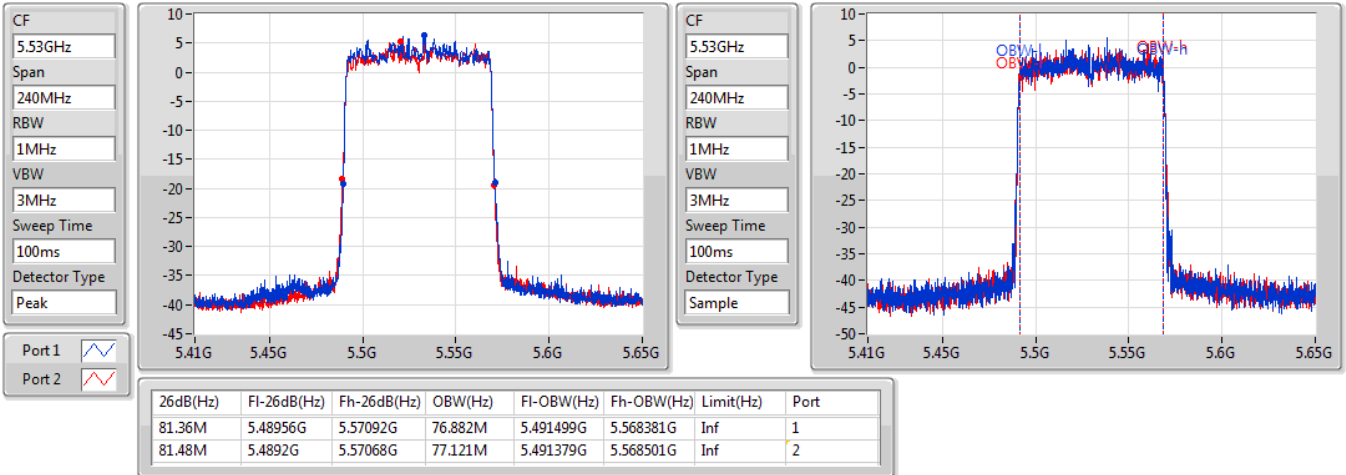 CF
5.53GHz
Span
240MHz
RBW
1MHz
VBW
3MHz
Sweep Time
100ms
Detector Type
Peak
10
5
0
-5
-10
-15
-20
-25
-30
-35
-40
-45
5.41G 5.45G 5.5G 5.55G 5.6G 5.65G
CF
5.53GHz
Span
240MHz
RBW
1MHz
VBW
3MHz
Sweep Time
100ms
Detector Type
Sample
10
5
0
-5
-10
-15
-20
-25
-30
-35
-40
-45
-50
OBW-h
5.41G 5.45G 5.5G 5.55G 5.6G 5.65G
Port 1
Port 2
26dB(Hz) Fl-26dB(Hz) Fh-26dB(Hz) OBW(Hz) Fl-OBW(Hz) Fh-OBW(Hz) Limit(Hz) Port
81.36M 5.48956G 5.57092G 76.882M 5.491499G 5.568381G Inf 1
81.48M 5.4892G 5.57068G 77.121M 5.491379G 5.568501G Inf 2